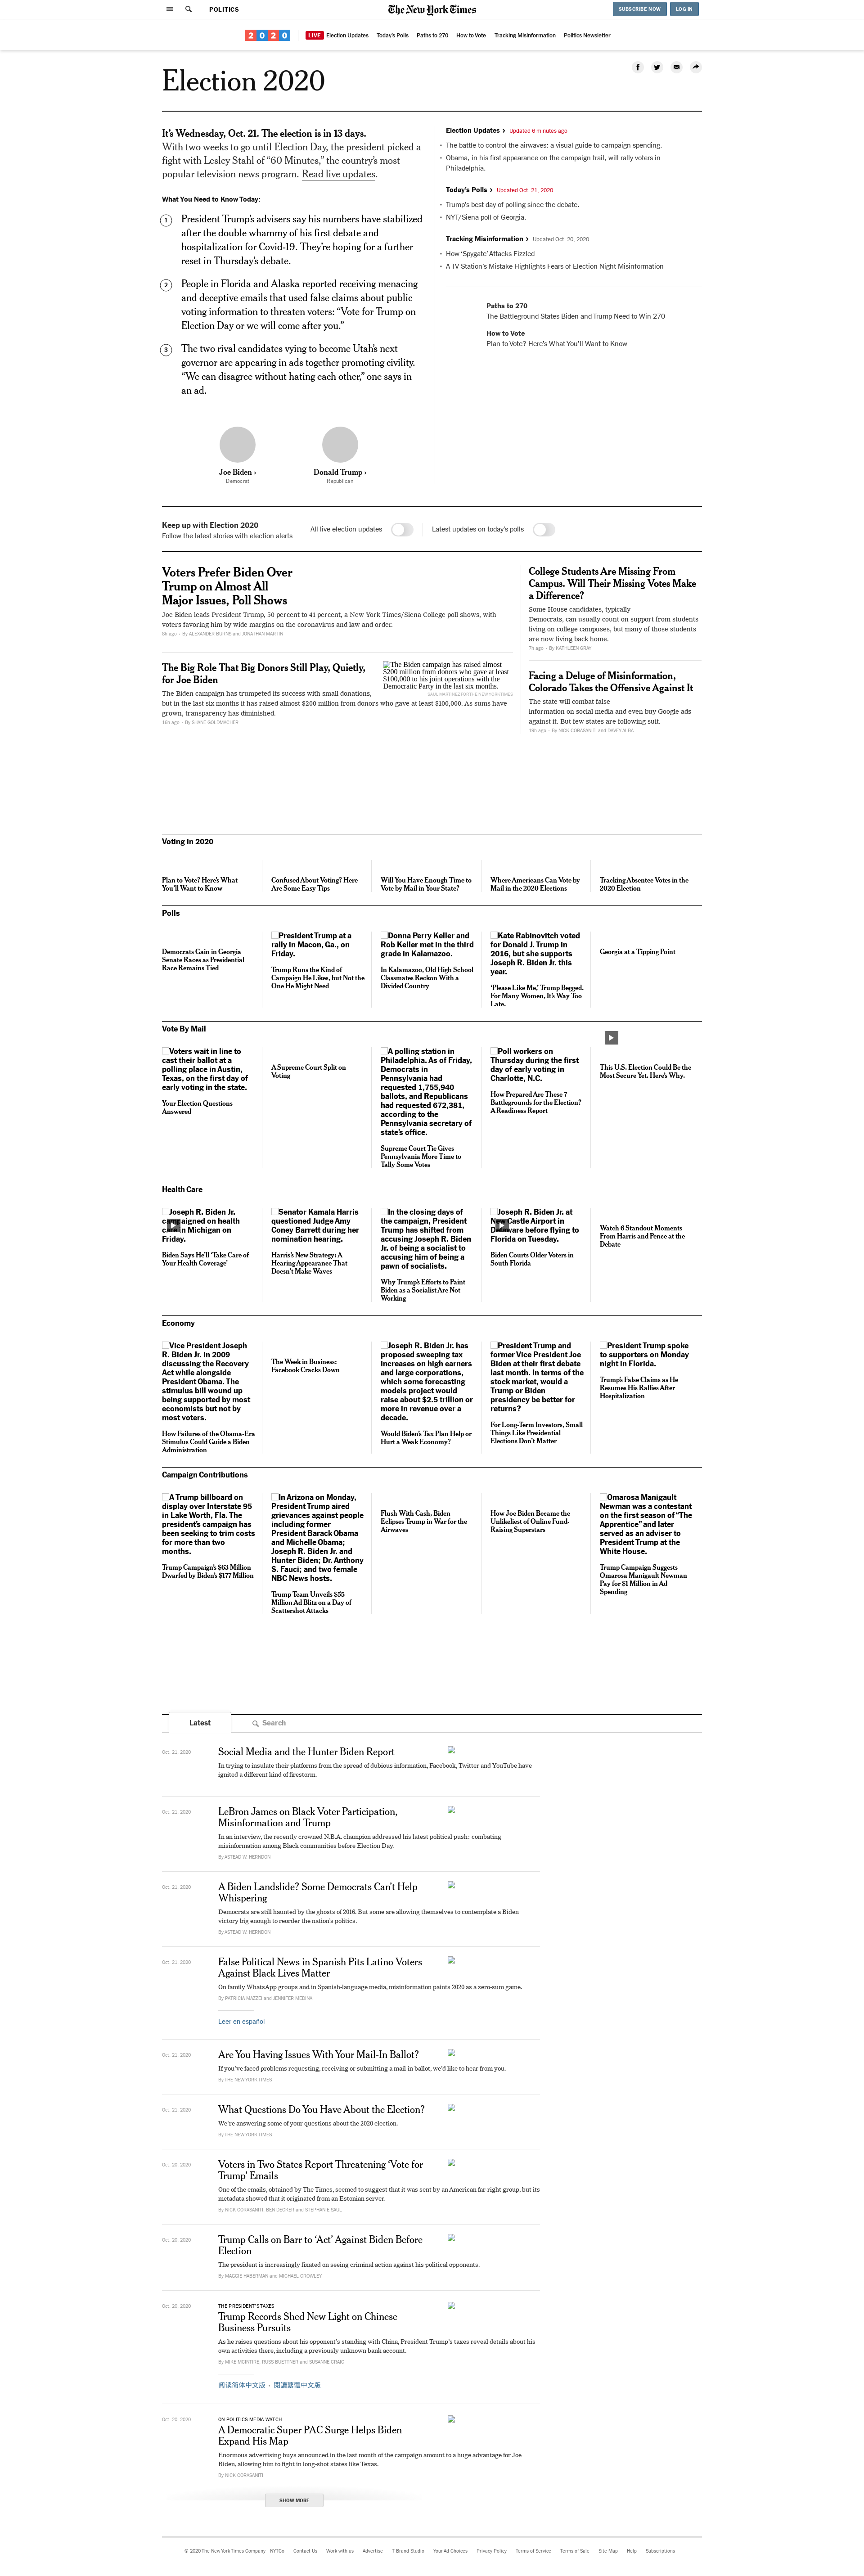 POLITICS
The New York Times
SUBSCRIBE NOW
LOG IN
2020
LIVE Election Updates
Today's Polls
Paths to 270
How to Vote
Tracking Misinformation
Politics Newsletter
Election 2020
It's Wednesday, Oct. 21. The election is in 13 days.
With two weeks to go until Election Day, the president picked a
fight with Lesley Stahl of “60 Minutes,” the country's most
popular television news program. Read live updates.
What You Need to Know Today:
1 President Trump's advisers say his numbers have stabilized
after the double whammy of his first debate and
hospitalization for Covid-19. They're hoping for a further
reset in Thursday's debate.
2 People in Florida and Alaska reported receiving menacing
and deceptive emails that used false claims about public
voting information to threaten voters: “Vote for Trump on
Election Day or we will come after you.”
3 The two rival candidates vying to become Utah's next
governor are appearing in ads together promoting civility.
“We can disagree without hating each other,” one says in
an ad.
Joe Biden ›
Democrat
Donald Trump ›
Republican
Election Updates › Updated 6 minutes ago
• The battle to control the airwaves: a visual guide to campaign spending.
• Obama, in his first appearance on the campaign trail, will rally voters in
Philadelphia.
Today's Polls › Updated Oct. 21, 2020
• Trump's best day of polling since the debate.
• NYT/Siena poll of Georgia.
Tracking Misinformation › Updated Oct. 20, 2020
• How ‘Spygate’ Attacks Fizzled
• A TV Station's Mistake Highlights Fears of Election Night Misinformation
Paths to 270
The Battleground States Biden and Trump Need to Win 270
How to Vote
Plan to Vote? Here's What You'll Want to Know
Keep up with Election 2020
Follow the latest stories with election alerts
All live election updates
Latest updates on today's polls
Voters Prefer Biden Over
Trump on Almost All
Major Issues, Poll Shows
Joe Biden leads President Trump, 50 percent to 41 percent, a New York Times/Siena College poll shows, with
voters favoring him by wide margins on the coronavirus and law and order.
8h ago · By ALEXANDER BURNS and JONATHAN MARTIN
The Big Role That Big Donors Still Play, Quietly,
for Joe Biden
The Biden campaign has trumpeted its success with small donations,
but in the last six months it has raised almost $200 million from donors who gave at least $100,000. As sums have
grown, transparency has diminished.
16h ago · By SHANE GOLDMACHER
The Biden campaign has raised almost
$200 million from donors who gave at least
$100,000 to his joint operations with the
Democratic Party in the last six months.
SAUL MARTINEZ FOR THE NEW YORK TIMES
College Students Are Missing From
Campus. Will Their Missing Votes Make
a Difference?
Some House candidates, typically
Democrats, can usually count on support from students
living on college campuses, but many of those students
are now living back home.
7h ago · By KATHLEEN GRAY
Facing a Deluge of Misinformation,
Colorado Takes the Offensive Against It
The state will combat false
information on social media and even buy Google ads
against it. But few states are following suit.
19h ago · By NICK CORASANITI and DAVEY ALBA
Voting in 2020
Plan to Vote? Here's What
You'll Want to Know
Confused About Voting? Here
Are Some Easy Tips
Will You Have Enough Time to
Vote by Mail in Your State?
Where Americans Can Vote by
Mail in the 2020 Elections
Tracking Absentee Votes in the
2020 Election
Polls
Democrats Gain in Georgia
Senate Races as Presidential
Race Remains Tied
President Trump at a
rally in Macon, Ga., on
Friday.
Trump Runs the Kind of
Campaign He Likes, but Not the
One He Might Need
Donna Perry Keller and
Rob Keller met in the third
grade in Kalamazoo.
In Kalamazoo, Old High School
Classmates Reckon With a
Divided Country
Kate Rabinovitch voted
for Donald J. Trump in
2016, but she supports
Joseph R. Biden Jr. this
year.
‘Please Like Me,’ Trump Begged.
For Many Women, It's Way Too
Late.
Georgia at a Tipping Point
Vote By Mail
Voters wait in line to
cast their ballot at a
polling place in Austin,
Texas, on the first day of
early voting in the state.
Your Election Questions
Answered
A Supreme Court Split on
Voting
A polling station in
Philadelphia. As of Friday,
Democrats in
Pennsylvania had
requested 1,755,940
ballots, and Republicans
had requested 672,381,
according to the
Pennsylvania secretary of
state's office.
Supreme Court Tie Gives
Pennsylvania More Time to
Tally Some Votes
Poll workers on
Thursday during the first
day of early voting in
Charlotte, N.C.
How Prepared Are These 7
Battlegrounds for the Election?
A Readiness Report
This U.S. Election Could Be the
Most Secure Yet. Here's Why.
Health Care
Joseph R. Biden Jr.
campaigned on health
care in Michigan on
Friday.
Biden Says He'll ‘Take Care of
Your Health Coverage’
Senator Kamala Harris
questioned Judge Amy
Coney Barrett during her
nomination hearing.
Harris's New Strategy: A
Hearing Appearance That
Doesn't Make Waves
In the closing days of
the campaign, President
Trump has shifted from
accusing Joseph R. Biden
Jr. of being a socialist to
accusing him of being a
pawn of socialists.
Why Trump's Efforts to Paint
Biden as a Socialist Are Not
Working
Joseph R. Biden Jr. at
New Castle Airport in
Delaware before flying to
Florida on Tuesday.
Biden Courts Older Voters in
South Florida
Watch 6 Standout Moments
From Harris and Pence at the
Debate
Economy
Vice President Joseph
R. Biden Jr. in 2009
discussing the Recovery
Act while alongside
President Obama. The
stimulus bill wound up
being supported by most
economists but not by
most voters.
How Failures of the Obama-Era
Stimulus Could Guide a Biden
Administration
The Week in Business:
Facebook Cracks Down
Joseph R. Biden Jr. has
proposed sweeping tax
increases on high earners
and large corporations,
which some forecasting
models project would
raise about $2.5 trillion or
more in revenue over a
decade.
Would Biden's Tax Plan Help or
Hurt a Weak Economy?
President Trump and
former Vice President Joe
Biden at their first debate
last month. In terms of the
stock market, would a
Trump or Biden
presidency be better for
returns?
For Long-Term Investors, Small
Things Like Presidential
Elections Don't Matter
President Trump spoke
to supporters on Monday
night in Florida.
Trump's False Claims as He
Resumes His Rallies After
Hospitalization
Campaign Contributions
A Trump billboard on
display over Interstate 95
in Lake Worth, Fla. The
president's campaign has
been seeking to trim costs
for more than two
months.
Trump Campaign's $63 Million
Dwarfed by Biden's $177 Million
In Arizona on Monday,
President Trump aired
grievances against people
including former
President Barack Obama
and Michelle Obama;
Joseph R. Biden Jr. and
Hunter Biden; Dr. Anthony
S. Fauci; and two female
NBC News hosts.
Trump Team Unveils $55
Million Ad Blitz on a Day of
Scattershot Attacks
Flush With Cash, Biden
Eclipses Trump in War for the
Airwaves
How Joe Biden Became the
Unlikeliest of Online Fund-
Raising Superstars
Omarosa Manigault
Newman was a contestant
on the first season of “The
Apprentice” and later
served as an adviser to
President Trump at the
White House.
Trump Campaign Suggests
Omarosa Manigault Newman
Pay for $1 Million in Ad
Spending
Latest
Search
Oct. 21, 2020
Social Media and the Hunter Biden Report
In trying to insulate their platforms from the spread of dubious information, Facebook, Twitter and YouTube have
ignited a different kind of firestorm.
Oct. 21, 2020
LeBron James on Black Voter Participation,
Misinformation and Trump
In an interview, the recently crowned N.B.A. champion addressed his latest political push: combating
misinformation among Black communities before Election Day.
By ASTEAD W. HERNDON
Oct. 21, 2020
A Biden Landslide? Some Democrats Can't Help
Whispering
Democrats are still haunted by the ghosts of 2016. But some are allowing themselves to contemplate a Biden
victory big enough to reorder the nation's politics.
By ASTEAD W. HERNDON
Oct. 21, 2020
False Political News in Spanish Pits Latino Voters
Against Black Lives Matter
On family WhatsApp groups and in Spanish-language media, misinformation paints 2020 as a zero-sum game.
By PATRICIA MAZZEI and JENNIFER MEDINA
Leer en español
Oct. 21, 2020
Are You Having Issues With Your Mail-In Ballot?
If you've faced problems requesting, receiving or submitting a mail-in ballot, we'd like to hear from you.
By THE NEW YORK TIMES
Oct. 21, 2020
What Questions Do You Have About the Election?
We're answering some of your questions about the 2020 election.
By THE NEW YORK TIMES
Oct. 20, 2020
Voters in Two States Report Threatening ‘Vote for
Trump’ Emails
One of the emails, obtained by The Times, seemed to suggest that it was sent by an American far-right group, but its
metadata showed that it originated from an Estonian server.
By NICK CORASANITI, BEN DECKER and STEPHANIE SAUL
Oct. 20, 2020
Trump Calls on Barr to ‘Act’ Against Biden Before
Election
The president is increasingly fixated on seeing criminal action against his political opponents.
By MAGGIE HABERMAN and MICHAEL CROWLEY
Oct. 20, 2020
THE PRESIDENT'S TAXES
Trump Records Shed New Light on Chinese
Business Pursuits
As he raises questions about his opponent's standing with China, President Trump's taxes reveal details about his
own activities there, including a previously unknown bank account.
By MIKE McINTIRE, RUSS BUETTNER and SUSANNE CRAIG
阅读简体中文版 · 閱讀繁體中文版
Oct. 20, 2020
ON POLITICS MEDIA WATCH
A Democratic Super PAC Surge Helps Biden
Expand His Map
Enormous advertising buys announced in the last month of the campaign amount to a huge advantage for Joe
Biden, allowing him to fight in long-shot states like Texas.
By NICK CORASANITI
SHOW MORE
© 2020 The New York Times Company
NYTCo
Contact Us
Work with us
Advertise
T Brand Studio
Your Ad Choices
Privacy Policy
Terms of Service
Terms of Sale
Site Map
Help
Subscriptions